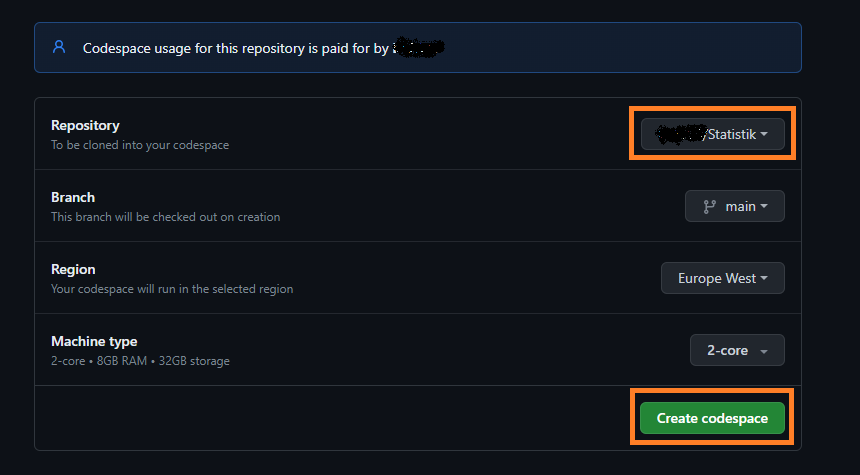 Codespace usage for this repository is paid for by
Repository
To be cloned into your codespace
/Statistik
Branch
This branch will be checked out on creation
main
Region
Your codespace will run in the selected region
Europe West
Machine type
2-core • 8GB RAM • 32GB storage
2-core
Create codespace